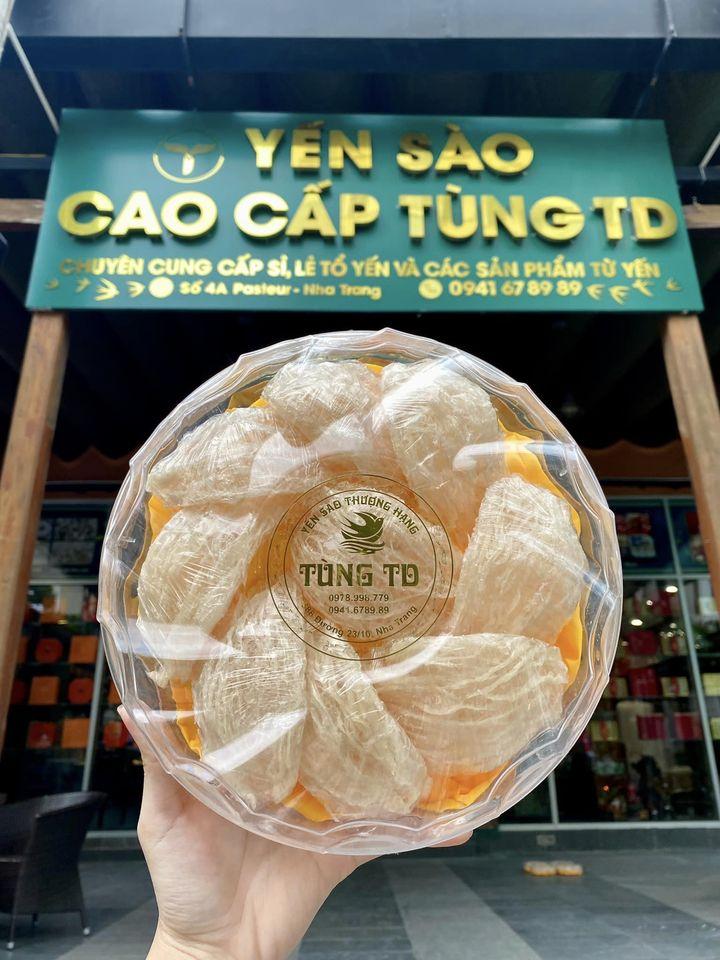 YẾN SÀO
CAO CẤP TÙNG TD
CHUYÊN CUNG CẤP SỈ, LẺ TỔ YẾN VÀ CÁC SẢN PHẨM TỪ YẾN
Số 4A Pasteur - Nha Trang 0941 67 89 89
YẾN SÀO THƯỢNG HẠNG
TÙNG TD
0978.998.779
0941.6789.89
Đường 23/10, Nha Trang